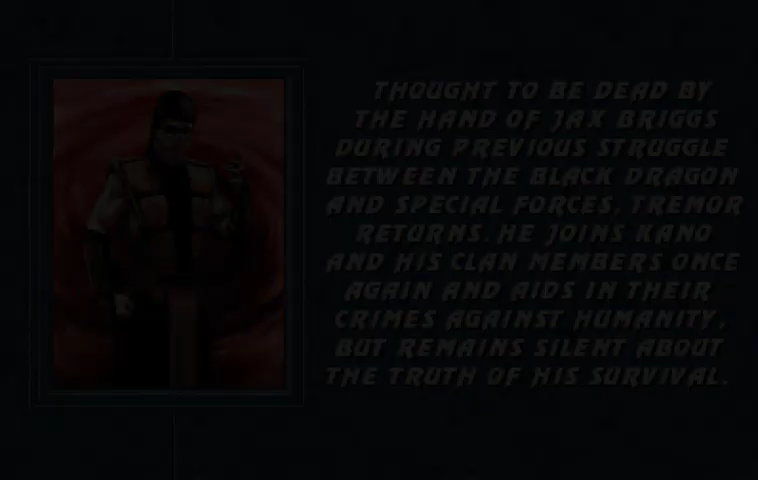 THOUGHT TO BE DEAD BY
THE HAND OF JAX BRIGGS
DURING PREVIOUS STRUGGLE
BETWEEN THE BLACK DRAGON
AND SPECIAL FORCES, TREMOR
RETURNS. HE JOINS KANO
AND HIS CLAN MEMBERS ONCE
AGAIN AND AIDS IN THEIR
CRIMES AGAINST HUMANITY,
BUT REMAINS SILENT ABOUT
THE TRUTH OF HIS SURVIVAL.